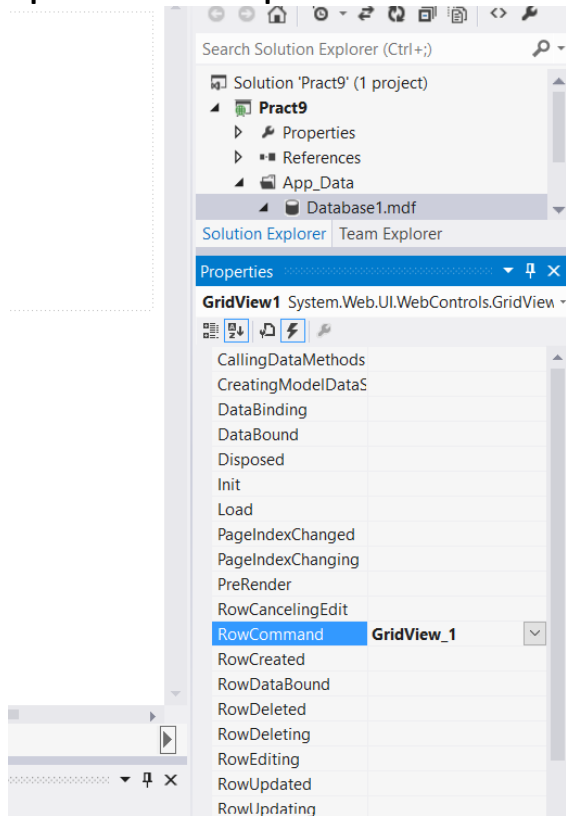 Search Solution Explorer (Ctrl+;)
Solution 'Pract9' (1 project)
Pract9
Properties
References
App_Data
Database1.mdf
Solution Explorer Team Explorer
Properties
GridView1 System.Web.UI.WebControls.GridView
CallingDataMethods
CreatingModelDataS
DataBinding
DataBound
Disposed
Init
Load
PageIndexChanged
PageIndexChanging
PreRender
RowCancelingEdit
RowCommand GridView_1
RowCreated
RowDataBound
RowDeleted
RowDeleting
RowEditing
RowUpdated
RowUpdating